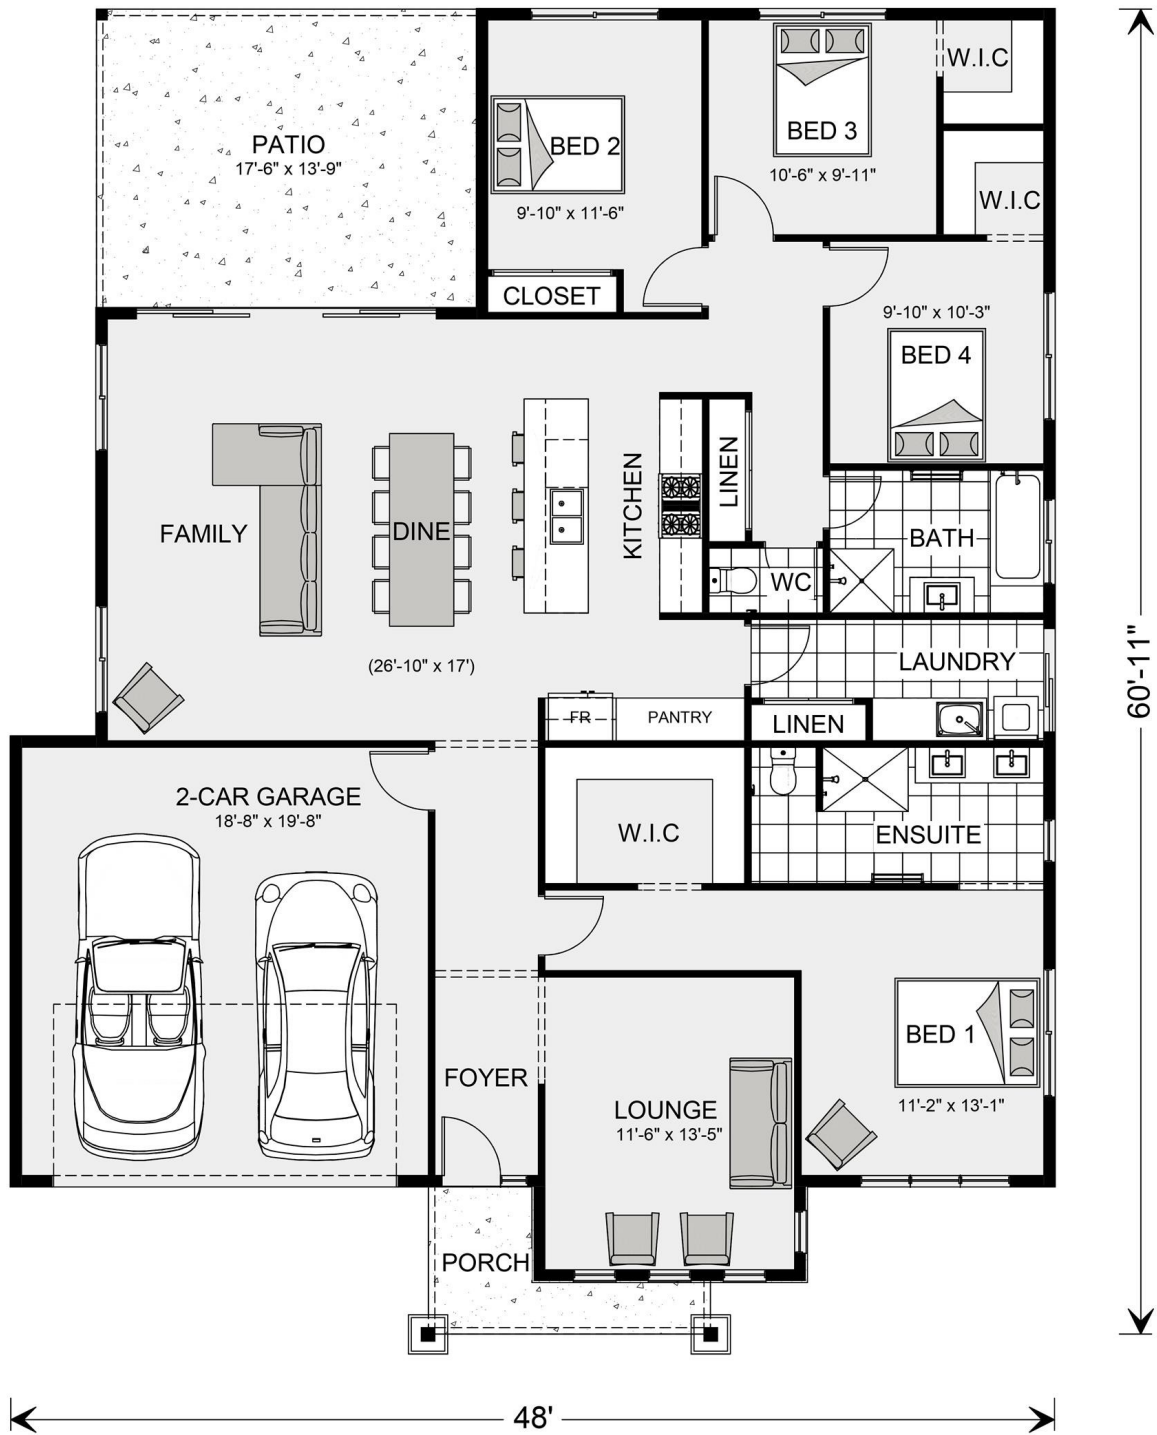 W.I.C
BED 3
10'-6" x 9'-11"
PATIO
17'-6" x 13'-9"
BED 2
9'-10" x 11'-6"
W.I.C
CLOSET
9'-10" x 10'-3"
BED 4
LINEN
KITCHEN
FAMILY
DINE
BATH
WC
(26'-10" x 17')
LAUNDRY
FR
PANTRY
LINEN
60'-11"
2-CAR GARAGE
18'-8" x 19'-8"
W.I.C
ENSUITE
BED 1
11'-2" x 13'-1"
FOYER
LOUNGE
11'-6" x 13'-5"
PORCH
48'